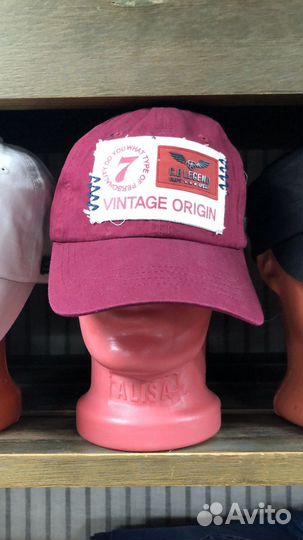 DO YOU WHAT TYPE OF PERSONALITY
7
LEGEND
VINTAGE ORIGIN
ALISA
Avito